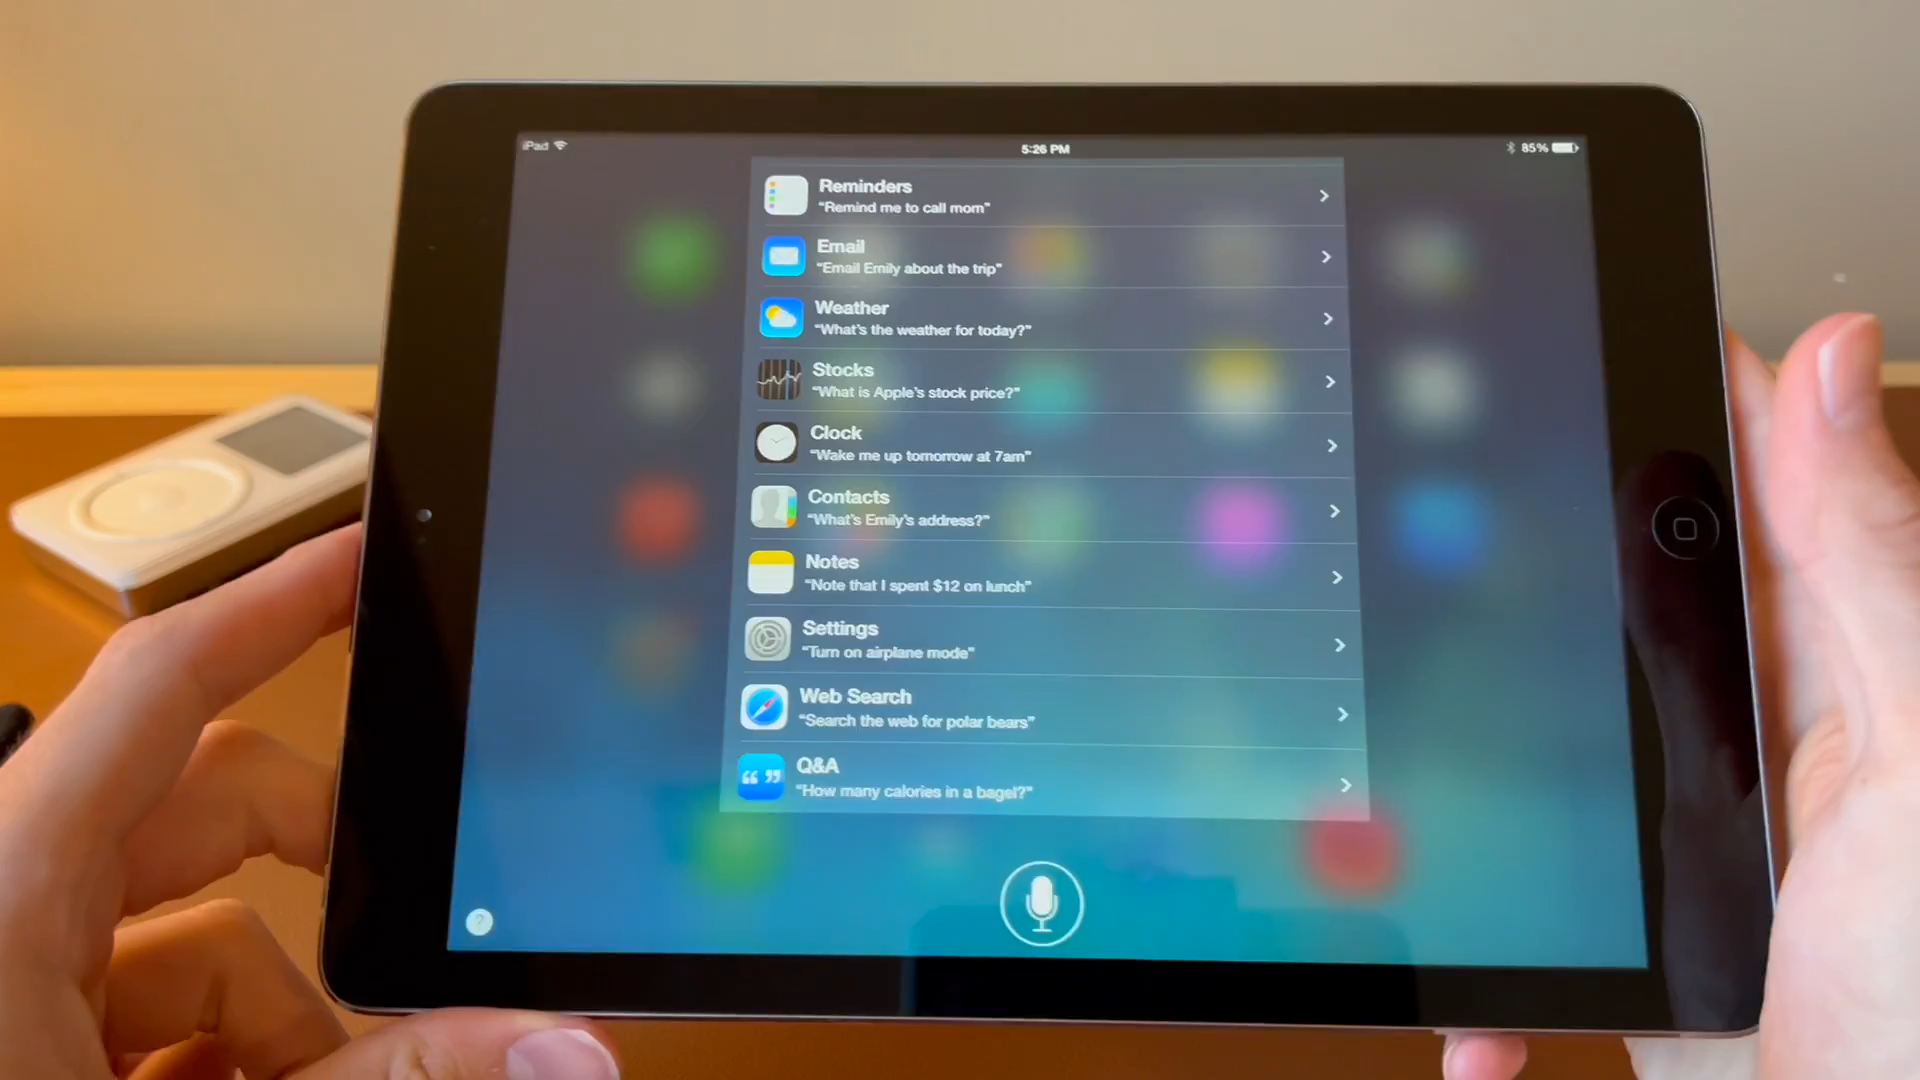 iPad
5:26 PM
85%
Reminders
“Remind me to call mom”
Email
“Email Emily about the trip”
Weather
“What’s the weather for today?”
Stocks
“What is Apple’s stock price?”
Clock
“Wake me up tomorrow at 7am”
Contacts
“What’s Emily’s address?”
Notes
“Note that I spent $12 on lunch”
Settings
“Turn on airplane mode”
Web Search
“Search the web for polar bears”
Q&A
“How many calories in a bagel?”
?